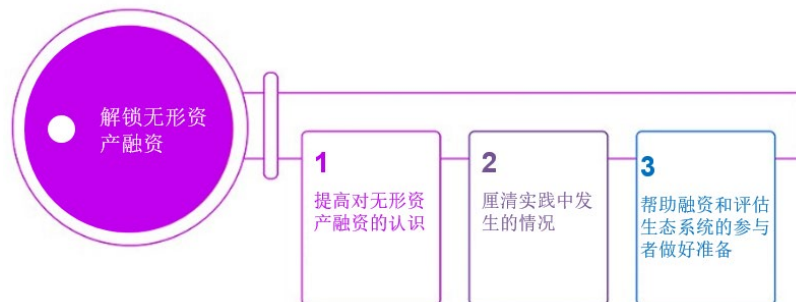 解锁无形资
产融资
1
提高对无形资
产融资的认识
2
厘清实践中发
生的情况
3
帮助融资和评估
生态系统的参与
者做好准备